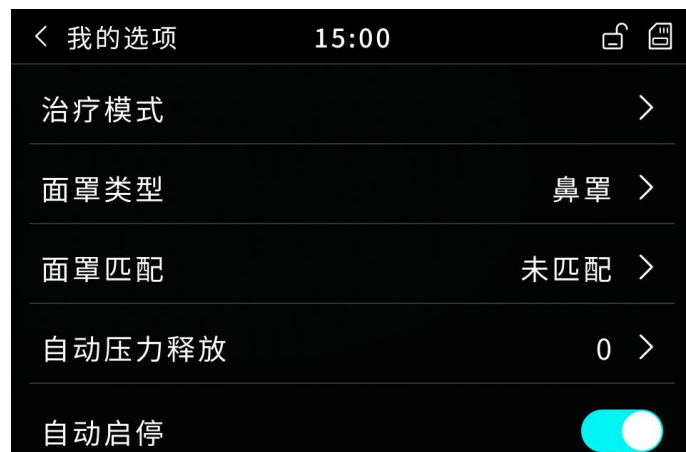 我的选项 15:00
治疗模式
面罩类型 鼻罩
面罩匹配 未匹配
自动压力释放 0
自动启停